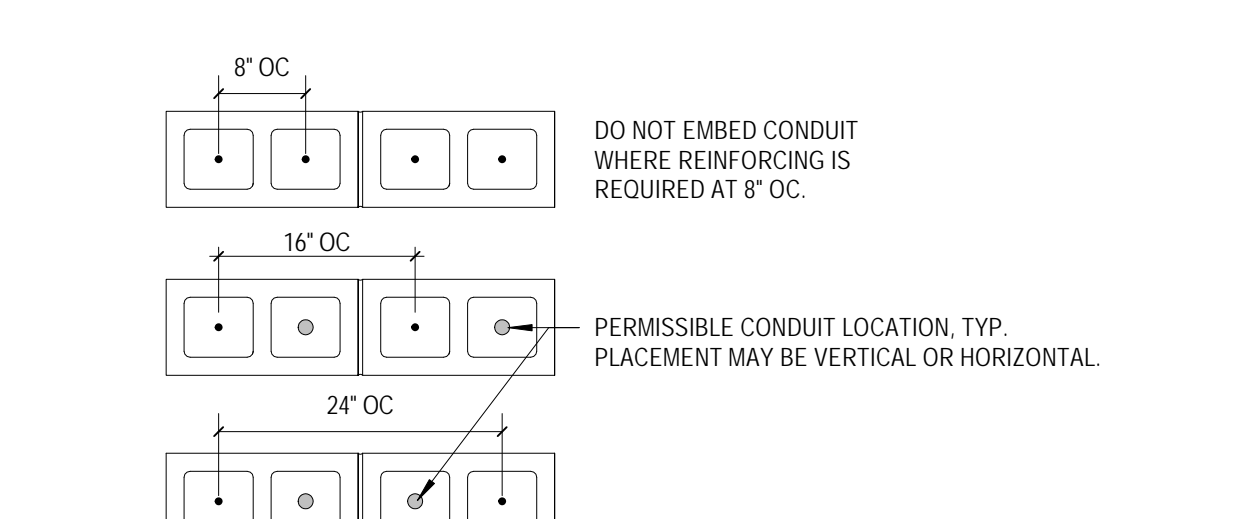 8" OC
DO NOT EMBED CONDUIT
WHERE REINFORCING IS
REQUIRED AT 8" OC.
16" OC
PERMISSIBLE CONDUIT LOCATION, TYP.
PLACEMENT MAY BE VERTICAL OR HORIZONTAL.
24" OC